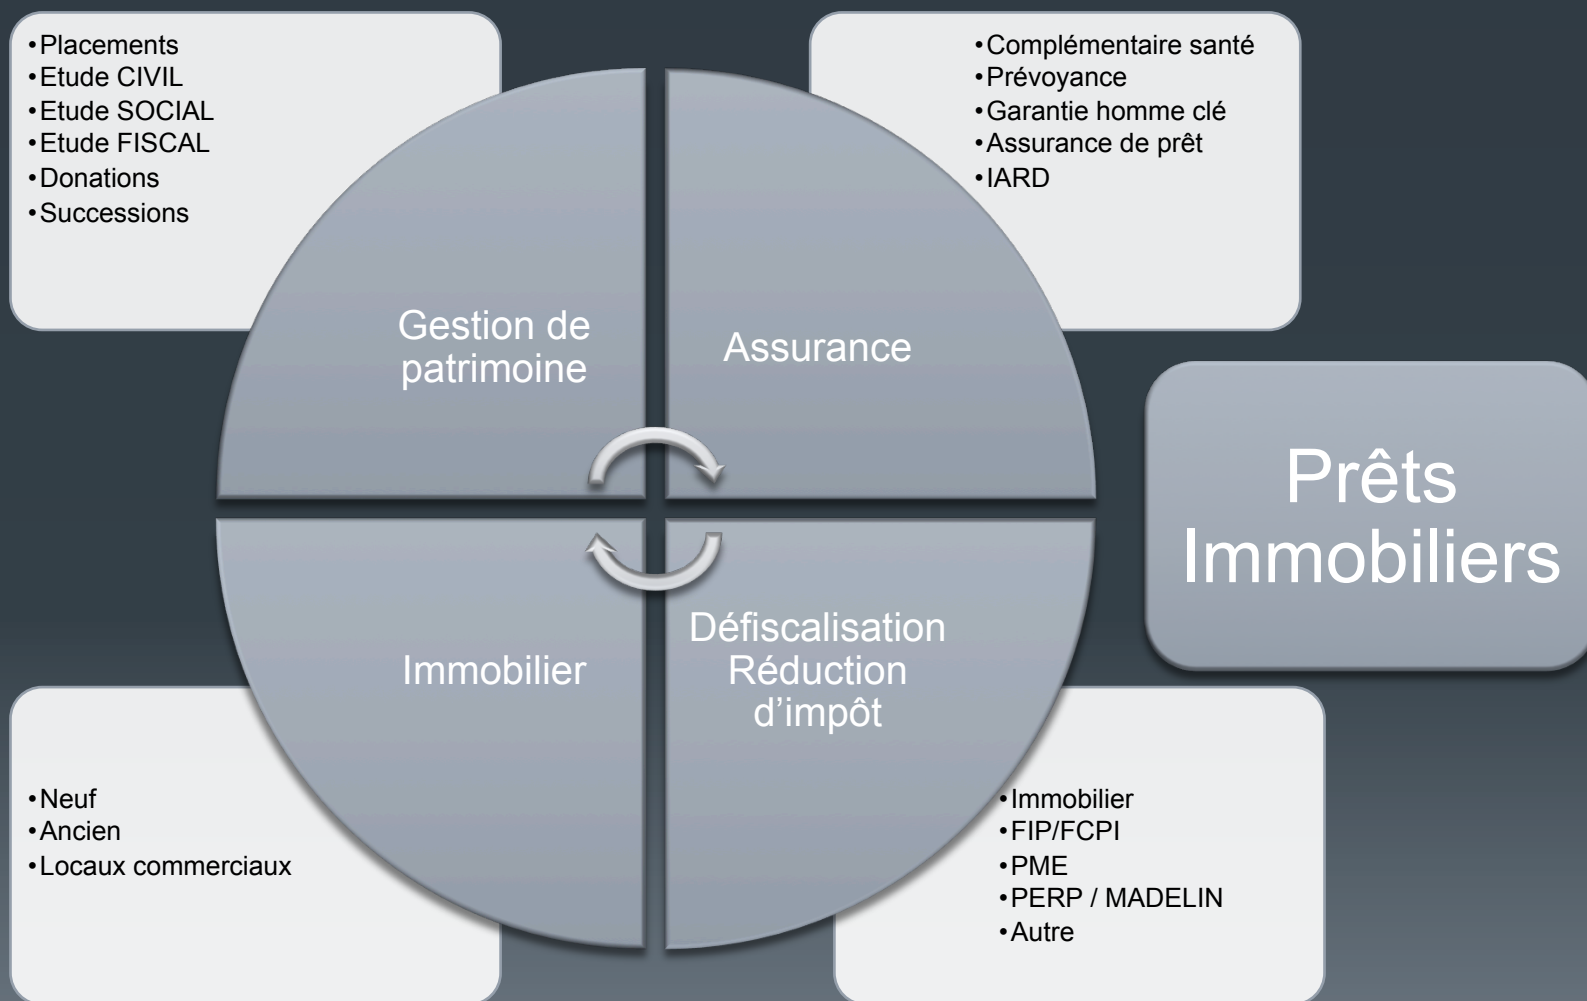 •Placements
•Etude CIVIL
•Etude SOCIAL
•Etude FISCAL
•Donations
•Successions
•Complémentaire santé
•Prévoyance
•Garantie homme clé
•Assurance de prêt
•IARD
Gestion de
patrimoine
Assurance
Prêts
Immobiliers
Immobilier
Défiscalisation
Réduction
d’impôt
•Neuf
•Ancien
•Locaux commerciaux
•Immobilier
•FIP/FCPI
•PME
•PERP / MADELIN
•Autre